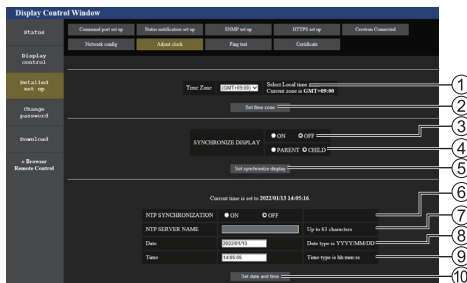 Display Control Window
Status
Command port set up
Status notification set up
SNMP set up
HTTPS set up
Crestron Connected
Network config
Adjust clock
Ping test
Certificate
Display control
Detailed set up
Change password
Download
» Browser Remote Control
Time Zone (GMT+09:00) Select Local time
Current zone is GMT+09:00
1
Set time zone
2
SYNCHRONIZE DISPLAY
ON OFF
3
PARENT CHILD
4
Set synchronize display
5
Current time is set to 2022/01/13 14:05:16.
NTP SYNCHRONIZATION ON OFF
6
NTP SERVER NAME Up to 63 characters
7
Date 2022/01/13 Date type is YYYY/MM/DD
8
Time 14:05:05 Time type is hh:mm:ss
9
Set date and time
10